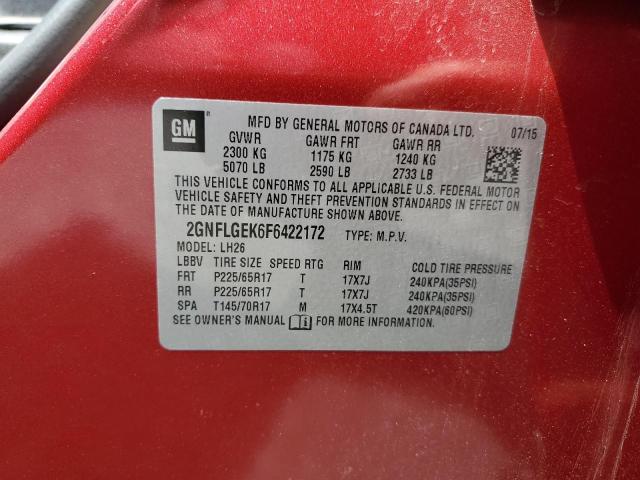 GM
MFD BY GENERAL MOTORS OF CANADA LTD. 07/15
GVWR GAWR FRT GAWR RR
2300 KG 1175 KG 1240 KG
5070 LB 2590 LB 2733 LB
THIS VEHICLE CONFORMS TO ALL APPLICABLE U.S. FEDERAL MOTOR
VEHICLE SAFETY AND THEFT PREVENTION STANDARDS IN EFFECT ON
THE DATE OF MANUFACTURE SHOWN ABOVE.
2GNFLGEK6F6422172 TYPE: M.P.V.
MODEL: LH26
LBBV TIRE SIZE SPEED RTG RIM COLD TIRE PRESSURE
FRT P225/65R17 T 17X7J 240KPA(35PSI)
RR P225/65R17 T 17X7J 240KPA(35PSI)
SPA T145/70R17 M 17X4.5T 420KPA(60PSI)
SEE OWNER'S MANUAL FOR MORE INFORMATION.